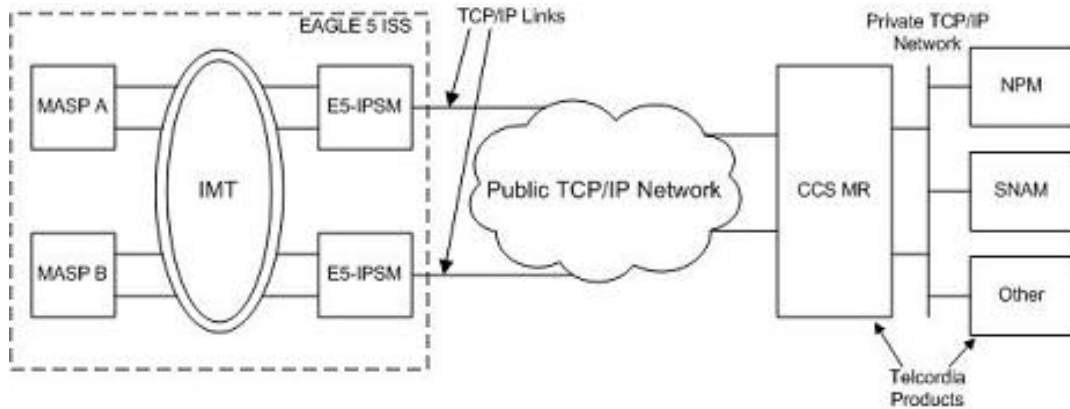 EAGLE 5 ISS
TCP/IP Links
Private TCP/IP
Network
MASP A
E5-IPSM
NPM
IMT
Public TCP/IP Network
CCS MR
SNAM
MASP B
E5-IPSM
Other
Telcordia
Products